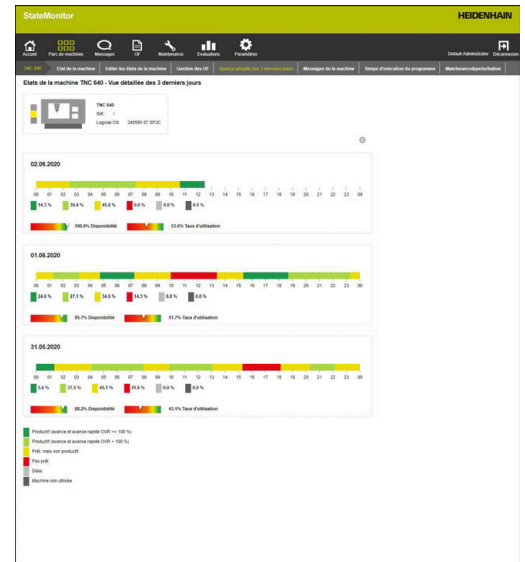 StateMonitor
HEIDENHAIN
Accueil Parc de machines Messages OF Maintenance Evaluations Paramètres
Default Administrator Déconnexion
TNC 640 Etat de la machine Editer les états de la machine Gestion des OF Aperçu détaillé des 3 derniers jours Messages de la machine Temps d'exécution du programme Maintenance&perturbation
Etats de la machine TNC 640 - Vue détaillée des 3 derniers jours
TNC 640
SIK: /
Logiciel CN 340595 07 SP3C
02.06.2020
00 01 02 03 04 05 06 07 08 09 10 11 12 13 14 15 16 17 18 19 20 21 22 23 00
14.3 % 39.4 % 45.8 % 0.0 % 0.0 % 0.0 %
100.0% Disponibilité 53.6% Taux d'utilisation
01.06.2020
00 01 02 03 04 05 06 07 08 09 10 11 12 13 14 15 16 17 18 19 20 21 22 23 00
24.6 % 27.1 % 34.0 % 14.3 % 0.0 % 0.0 %
85.7% Disponibilité 51.7% Taux d'utilisation
31.05.2020
00 01 02 03 04 05 06 07 08 09 10 11 12 13 14 15 16 17 18 19 20 21 22 23 00
5.6 % 37.5 % 45.1 % 11.8 % 0.0 % 0.0 %
88.2% Disponibilité 43.1% Taux d'utilisation
Productif (avance et avance rapide OVR >= 100 %)
Productif (avance et avance rapide OVR < 100 %)
Prêt, mais non productif
Pas prêt
Délai
Machine non utilisée